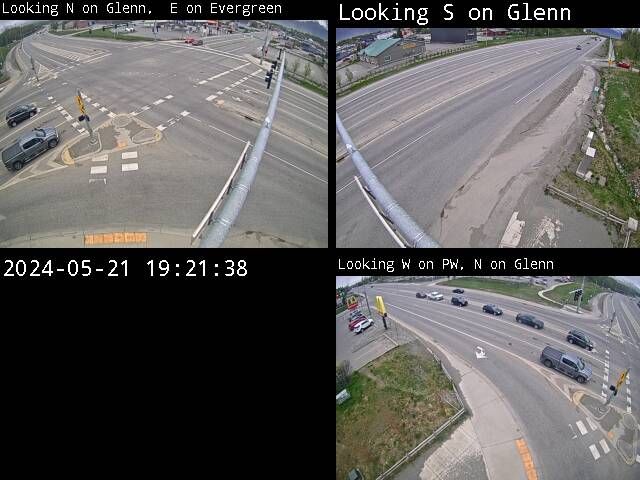 Looking N on Glenn,  E on Evergreen
Looking S on Glenn
2024-05-21 19:21:38
Looking W on PW, N on Glenn